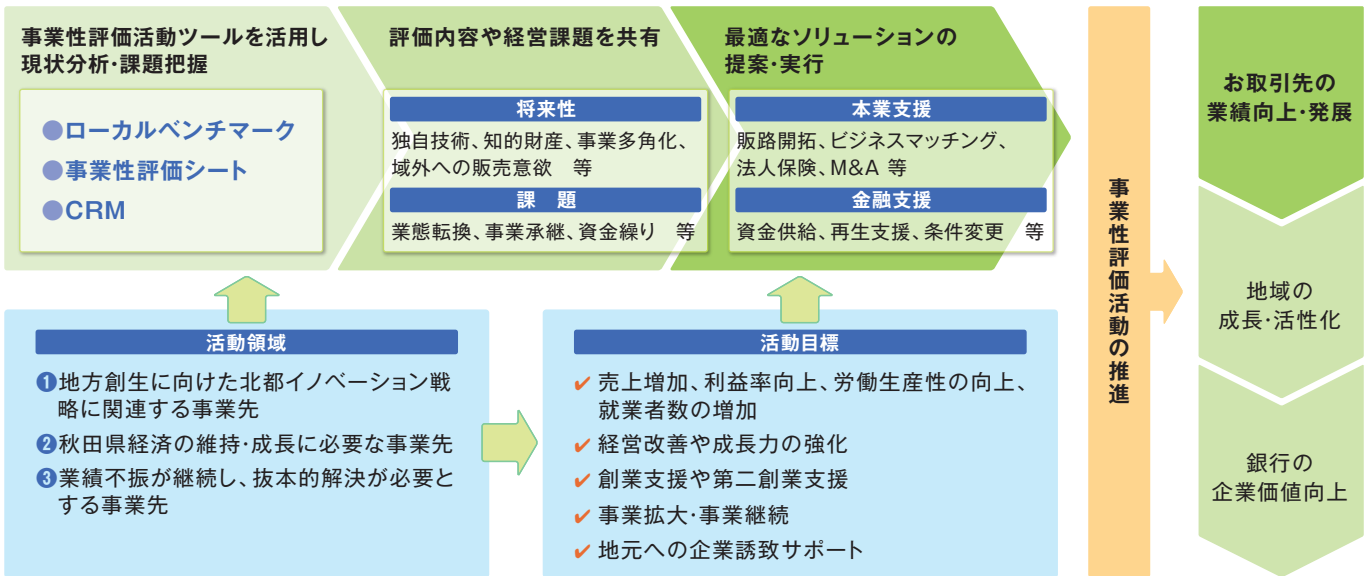 事業性評価活動ツールを活用し
現状分析・課題把握
●ローカルベンチマーク
●事業性評価シート
●CRM
評価内容や経営課題を共有
将来性
独自技術、知的財産、事業多角化、
域外への販売意欲　等
課　題
業態転換、事業承継、資金繰り　等
最適なソリューションの
提案・実行
本業支援
販路開拓、ビジネスマッチング、
法人保険、M&A 等
金融支援
資金供給、再生支援、条件変更　等
活動領域
❶地方創生に向けた北都イノベーション戦
略に関連する事業先
❷秋田県経済の維持・成長に必要な事業先
❸業績不振が継続し、抜本的解決が必要と
する事業先
活動目標
✔ 売上増加、利益率向上、労働生産性の向上、
就業者数の増加
✔ 経営改善や成長力の強化
✔ 創業支援や第二創業支援
✔ 事業拡大・事業継続
✔ 地元への企業誘致サポート
事業性評価活動の推進
お取引先の
業績向上・発展
地域の
成長・活性化
銀行の
企業価値向上